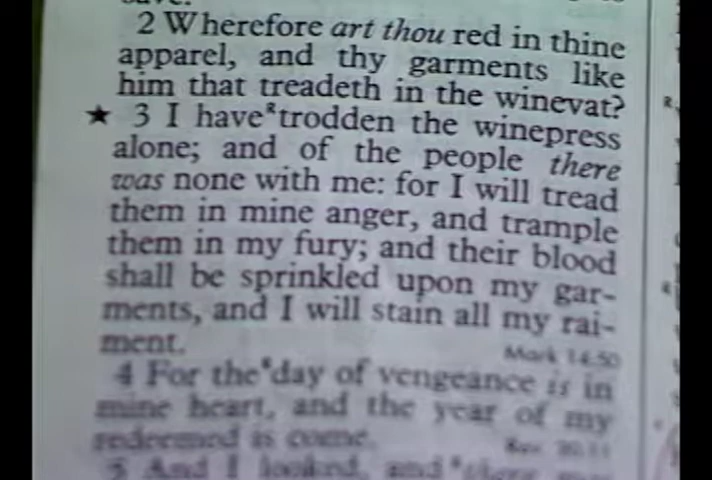 save.
2 Wherefore art thou red in thine
apparel, and thy garments like
him that treadeth in the winevat?
★ 3 I have ᴿtrodden the winepress
alone; and of the people there
was none with me: for I will tread
them in mine anger, and trample
them in my fury; and their blood
shall be sprinkled upon my gar-
ments, and I will stain all my rai-
ment. Mark 14:50
4 For the day of vengeance is in
mine heart, and the year of my
redeemed is come.
5 And I looked, and there